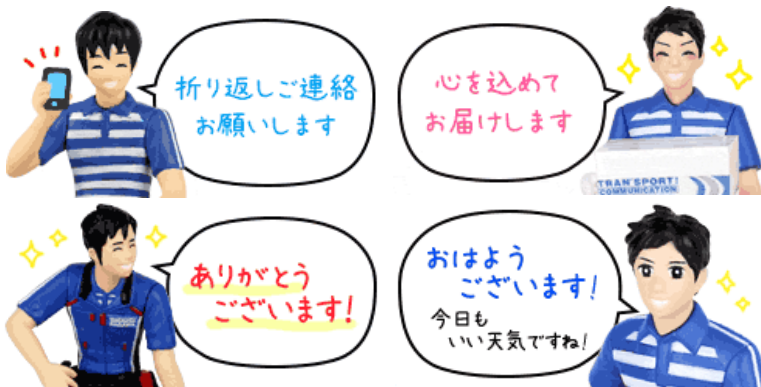 折り返しご連絡
お願いします
心を込めて
お届けします
TRANSPORT!
COMMUNICATION
ありがとう
ございます!
おはよう
ございます!
今日も
いい天気ですね!